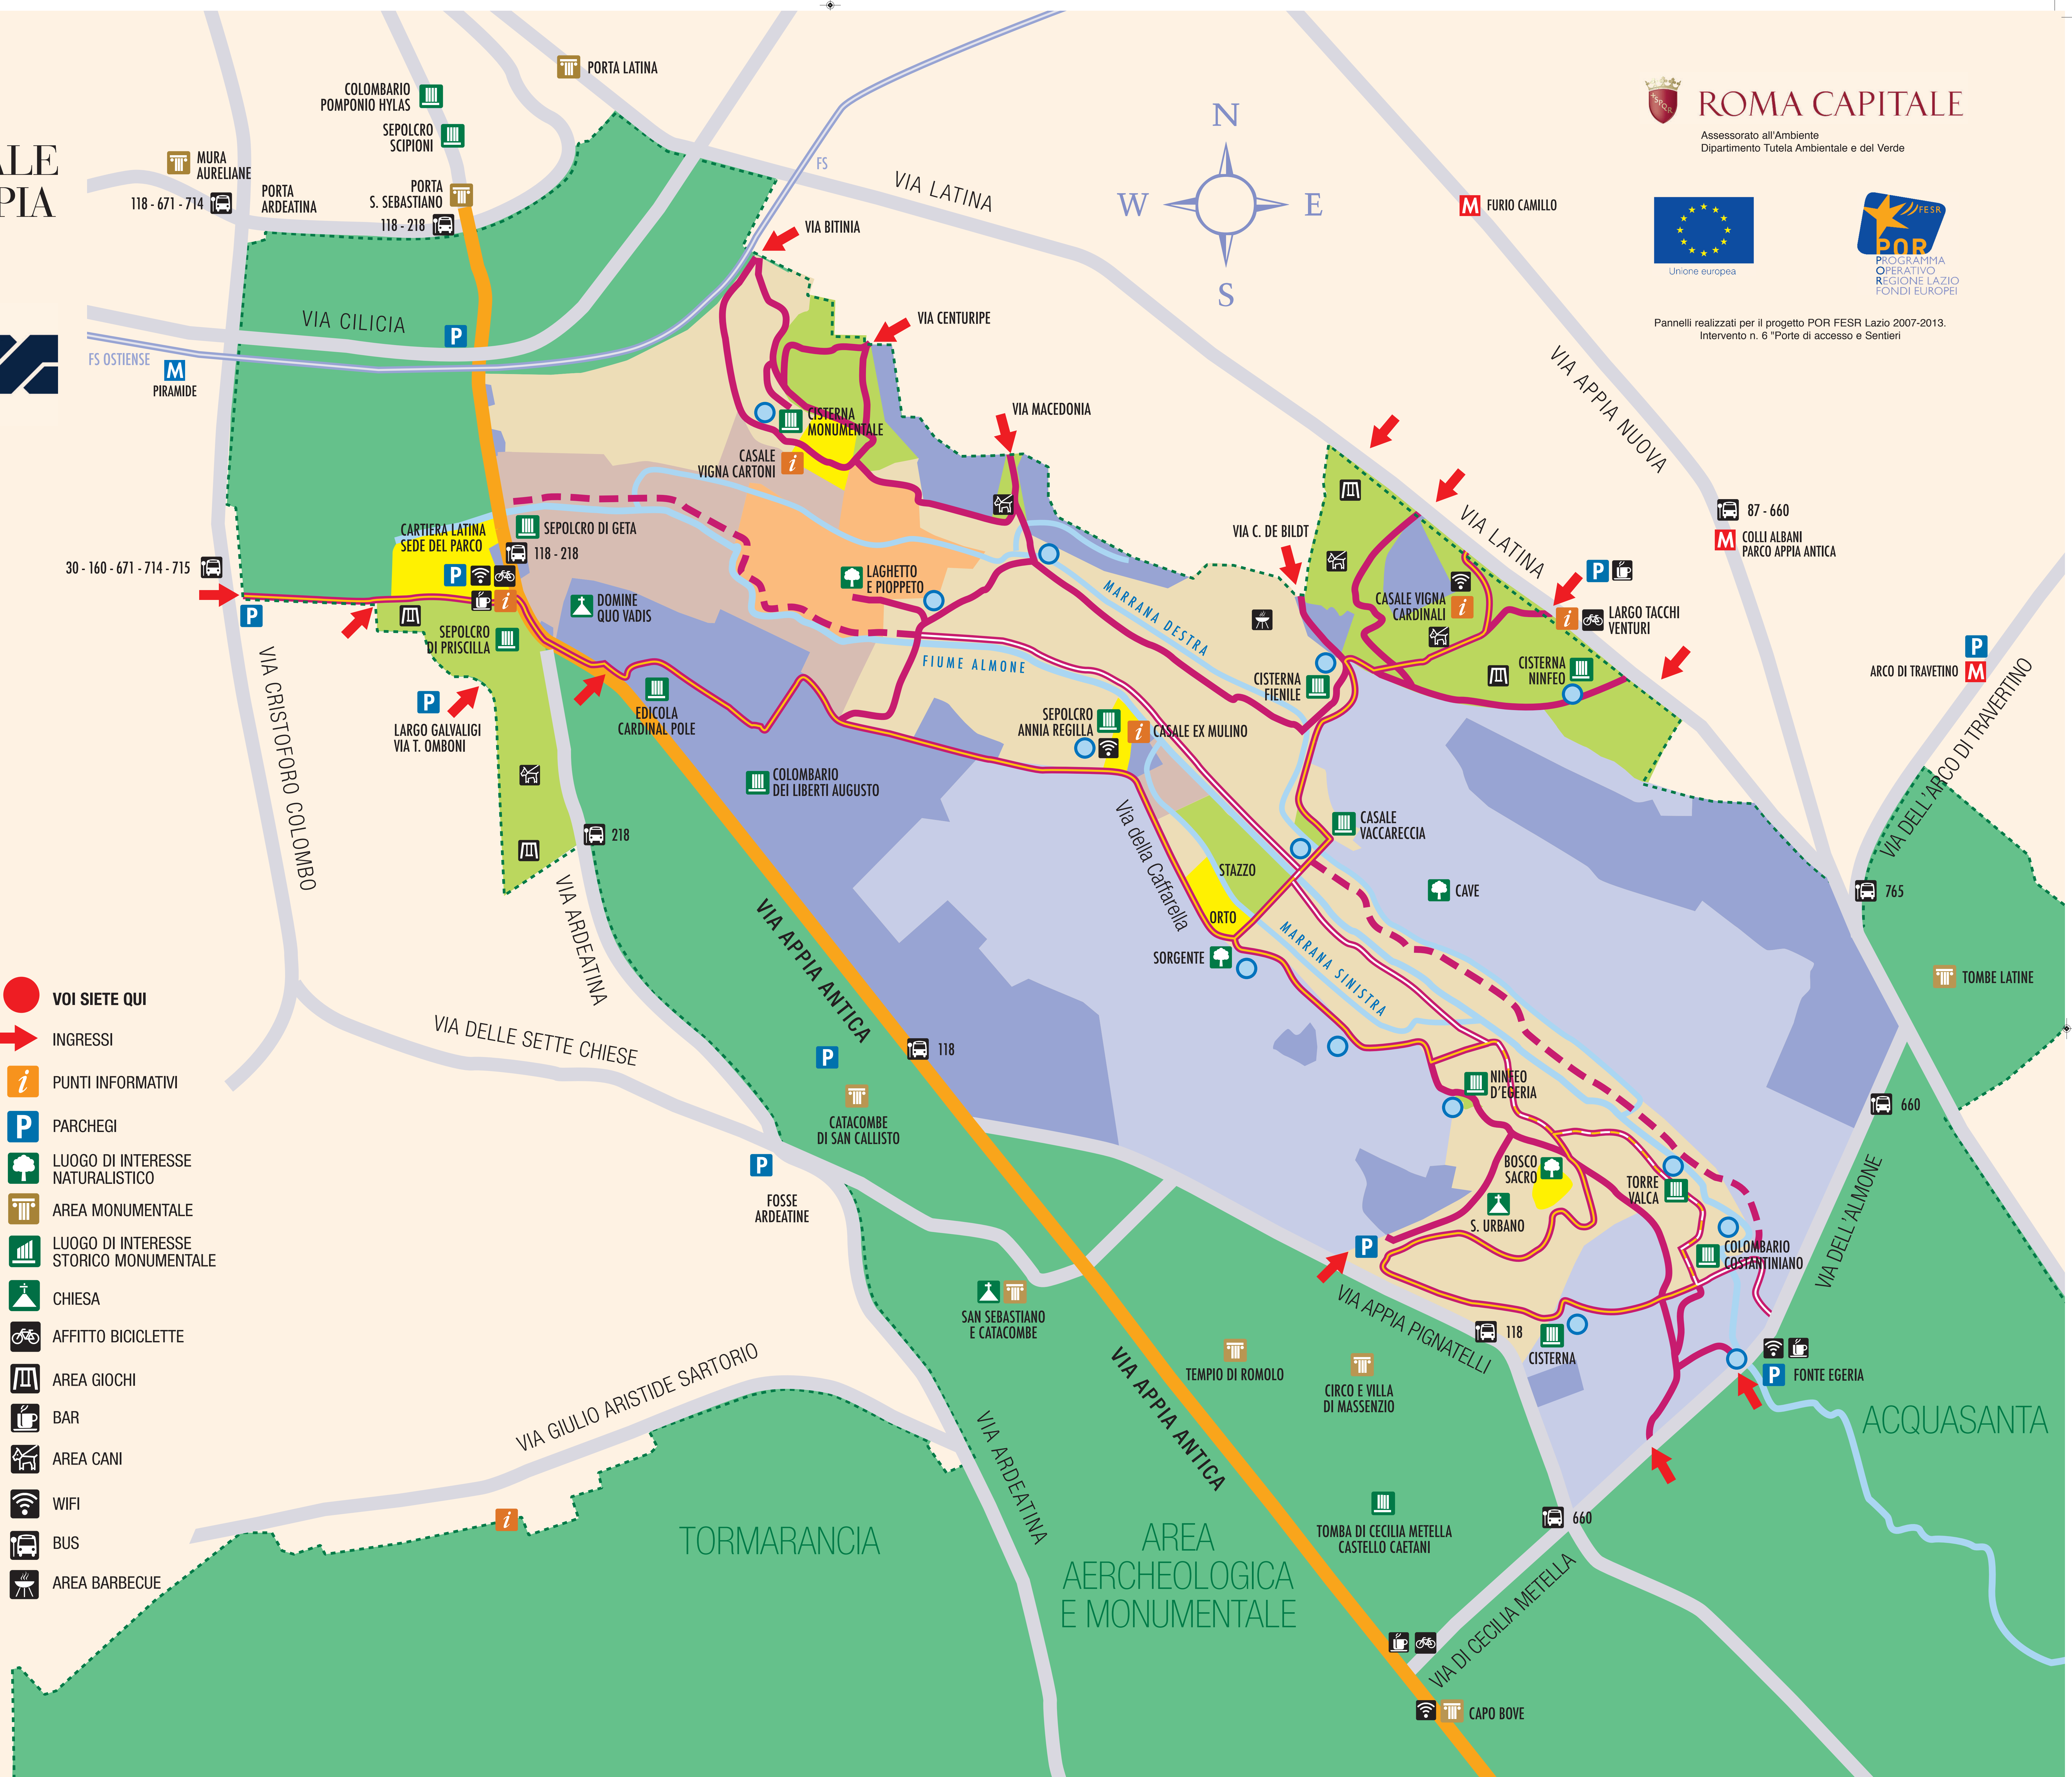 ALE
PPIA
PORTA LATINA
COLOMBARIO
POMPONIO HYLAS
SEPOLCRO
SCIPIONI
MURA
AURELIANE
118 - 671 - 714
PORTA
ARDEATINA
PORTA
S. SEBASTIANO
118 - 218
FS
VIA LATINA
N
W
E
S
VIA BITINIA
VIA CILICIA
P
VIA CENTURIPE
FS OSTIENSE
M
PIRAMIDE
M
FURIO CAMILLO
SPQR
ROMA CAPITALE
Assessorato all'Ambiente
Dipartimento Tutela Ambientale e del Verde
Unione europea
FESR
POR
PROGRAMMA
OPERATIVO
REGIONE LAZIO
FONDI EUROPEI
Pannelli realizzati per il progetto POR FESR Lazio 2007-2013.
Intervento n. 6 "Porte di accesso e Sentieri
VIA APPIA NUOVA
VIA MACEDONIA
CISTERNA
MONUMENTALE
CASALE
VIGNA CARTONI
i
CARTIERA LATINA
SEDE DEL PARCO
SEPOLCRO DI GETA
118 - 218
P
i
30 - 160 - 671 - 714 - 715
P
LAGHETTO
E PIOPPETO
DOMINE
QUO VADIS
SEPOLCRO
DI PRISCILLA
VIA C. DE BILDT
VIA LATINA
87 - 660
M
COLLI ALBANI
PARCO APPIA ANTICA
P
CASALE VIGNA
CARDINALI
i
i
LARGO TACCHI
VENTURI
MARRANA DESTRA
FIUME ALMONE
CISTERNA
FIENILE
CISTERNA
NINFEO
P
ARCO DI TRAVETINO
M
VIA DELL'ARCO DI TRAVERTINO
VIA CRISTOFORO COLOMBO
P
LARGO GALVALIGI
VIA T. OMBONI
EDICOLA
CARDINAL POLE
SEPOLCRO
ANNIA REGILLA
i
CASALE EX MULINO
COLOMBARIO
DEI LIBERTI AUGUSTO
218
VIA ARDEATINA
Via della Caffarella
CASALE
VACCARECCIA
STAZZO
ORTO
CAVE
765
SORGENTE
MARRANA SINISTRA
TOMBE LATINE
VIA APPIA ANTICA
VIA DELLE SETTE CHIESE
118
P
CATACOMBE
DI SAN CALLISTO
P
FOSSE
ARDEATINE
NINFEO
D'EGERIA
660
BOSCO
SACRO
S. URBANO
TORRE
VALCA
VIA DELL'ALMONE
COLOMBARIO
COSTANTINIANO
P
VIA APPIA PIGNATELLI
118
CISTERNA
P
FONTE EGERIA
ACQUASANTA
SAN SEBASTIANO
E CATACOMBE
TEMPIO DI ROMOLO
CIRCO E VILLA
DI MASSENZIO
VIA APPIA ANTICA
VIA GIULIO ARISTIDE SARTORIO
VIA ARDEATINA
i
TORMARANCIA
AREA
AERCHEOLOGICA
E MONUMENTALE
TOMBA DI CECILIA METELLA
CASTELLO CAETANI
660
VIA DI CECILIA METELLA
CAPO BOVE
VOI SIETE QUI
INGRESSI
i
PUNTI INFORMATIVI
P
PARCHEGI
LUOGO DI INTERESSE
NATURALISTICO
AREA MONUMENTALE
LUOGO DI INTERESSE
STORICO MONUMENTALE
CHIESA
AFFITTO BICICLETTE
AREA GIOCHI
BAR
AREA CANI
WIFI
BUS
AREA BARBECUE